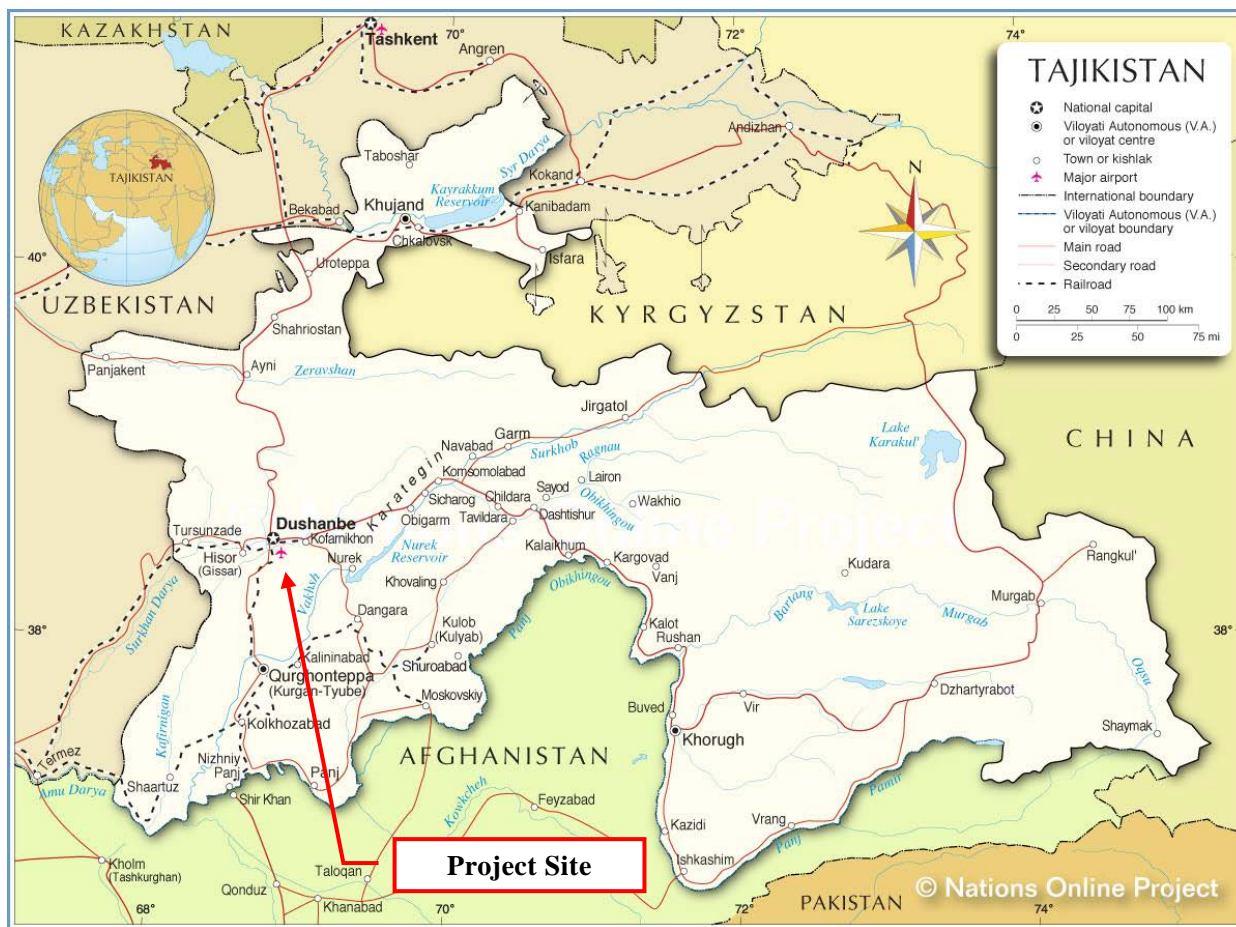 KAZAKHSTAN
Tashkent
70°
Angren
72°
74°
TAJIKISTAN
National capital
Viloyati Autonomous (V.A.)
or viloyat centre
Town or kishlak
Major airport
International boundary
Viloyati Autonomous (V.A.)
or viloyat boundary
Main road
Secondary road
Railroad
0 25 50 75 100 km
0 25 50 75 mi
TAJIKISTAN
Taboshar
Syr Darya
Andizhan
Kokand
Kayrakkum
Reservoir
Bekabad
Khujand
Kanibadam
Chkalovsk
Isfara
N
40°
40°
Uroteppa
UZBEKISTAN
KYRGYZSTAN
Shahriostan
Panjakent
Ayni
Zeravshan
Jirgatol
Lake
Karakul'
CHINA
Garm
Navabad
Surkhob
Ragnau
Karategin
Komsomolabad
Lairon
Sicharog
Childara
Sayod
Obikhingou
Wakhio
Obigarm
Tavildara
Dashtishur
Dushanbe
Tursunzade
Kofarnikhon
Hisor
(Gissar)
Nurek
Nurek
Reservoir
Kalaikhum
Kargovad
Vanj
Rangkul'
Kudara
Khovaling
Obikhingou
Vakhsh
Surkhan Darya
Dangara
Bartang
Lake
Sarezskoye
Murgab
Murgab
Panj
Kulob
(Kulyab)
Kalot
Rushan
38°
38°
Kalininabad
Shuroabad
Qurghonteppa
(Kurgan-Tyube)
Moskovskiy
Oqsu
Dzhartyrabot
Vir
Buved
Kafirnigan
Kolkhozabad
Khorugh
Shaymak
AFGHANISTAN
Termez
Nizhniy
Panj
Panj
Shaartuz
Amu Darya
Shir Khan
Kowkcheh
Feyzabad
Pamir
Vrang
Kazidi
Panj
Project Site
Ishkashim
Kholm
(Tashkurghan)
Taloqan
Qonduz
Khanabad
© Nations Online Project
PAKISTAN
68°
70°
72°
74°